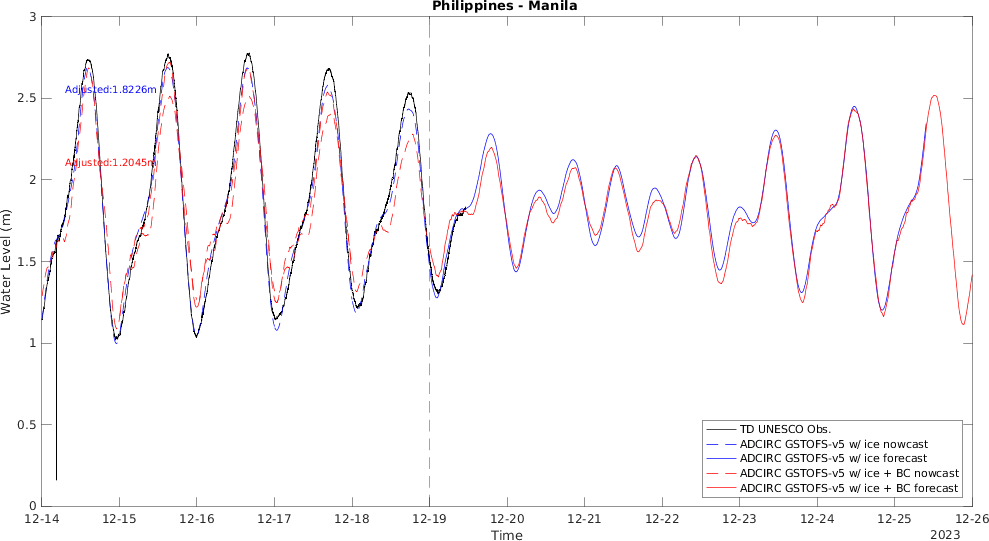 Philippines - Manila
3
2.5
2
1.5
1
0.5
0
Water Level (m)
Adjusted:1.8226m
Adjusted:1.2045m
TD UNESCO Obs.
ADCIRC GSTOFS-v5 w/ ice nowcast
ADCIRC GSTOFS-v5 w/ ice forecast
ADCIRC GSTOFS-v5 w/ ice + BC nowcast
ADCIRC GSTOFS-v5 w/ ice + BC forecast
12-14 12-15 12-16 12-17 12-18 12-19 12-20 12-21 12-22 12-23 12-24 12-25 12-26
Time
2023